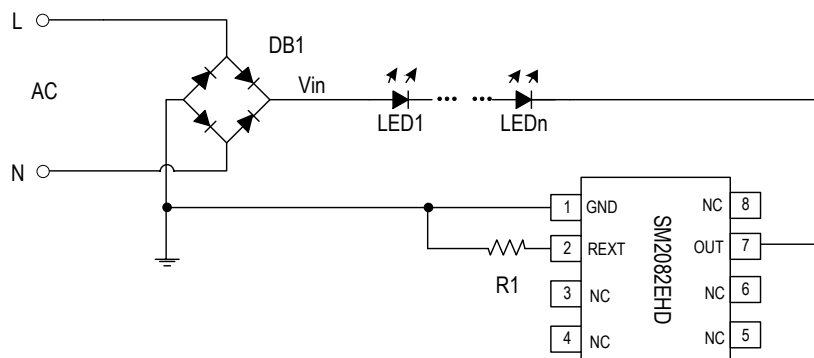 L
DB1
Vin
AC
LED1
LEDn
N
1 GND
NC 8
2 REXT
OUT 7
R1
3 NC
NC 6
4 NC
NC 5
SM2082EHD